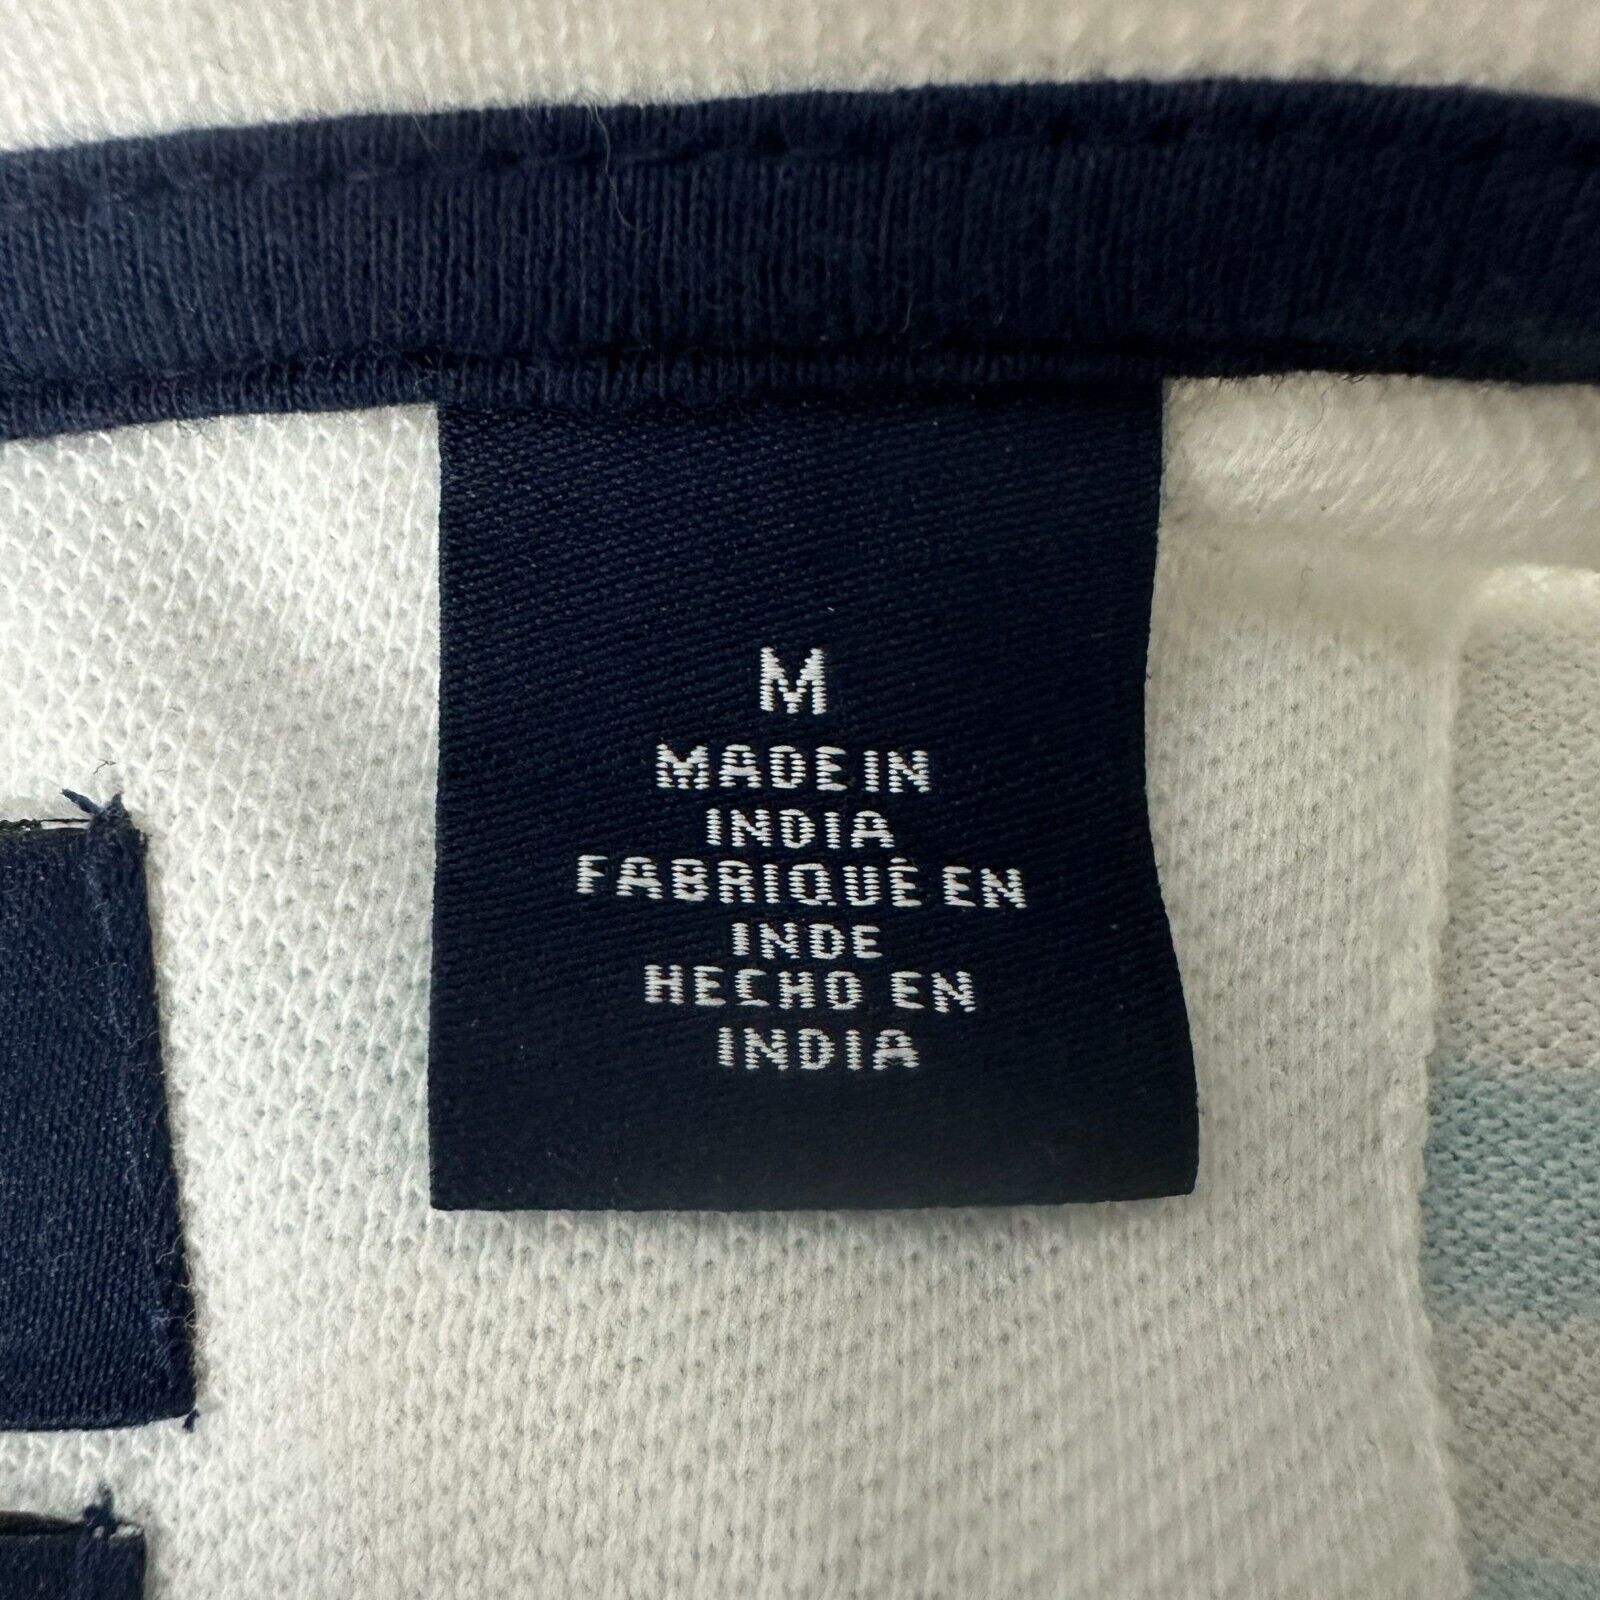 M
MADE IN
INDIA
FABRIQUÉ EN
INDE
HECHO EN
INDIA